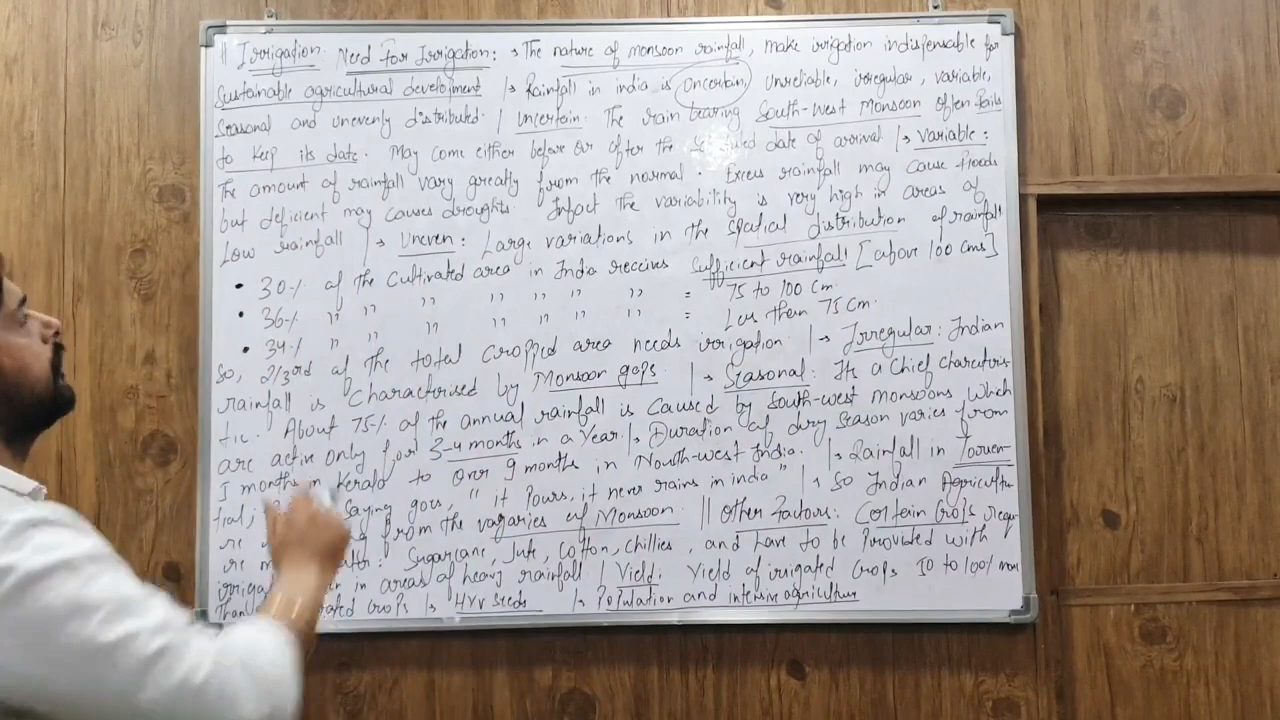 || Irrigation. Need For Irrigation: → The nature of monsoon rainfall, make irrigation indispensable for
Sustainable agricultural development |→ Rainfall in india is uncertain, unreliable, irregular, variable,
Seasonal and unevenly distributed. | uncertain. The rain bearing South-West Monsoon Often fails
to keep its date. May come either before or after the scheduled date of arrival |→ variable:
The amount of rainfall vary greatly from the normal. Excess rainfall may cause floods
but deficient may causes droughts. Infact the variability is very high in areas of
Low rainfall |→ Uneven: Large variations in the spatial distribution of rainfall
• 30% of the cultivated area in India receives sufficient rainfall [above 100 cms]
• 36% " " " " " " " = 75 to 100 Cm.
• 34% " " " " " " " = Less them 75 Cm.
So, 2/3rd of the total cropped area needs irrigation |→ Irregular: Indian
rainfall is characterised by Monsoon gaps. |→ Seasonal: Its a chief characteris-
tic. About 75% of the annual rainfall is caused by South-west monsoons which
are active only for 3-4 months in a Year. |→ Duration of dry season varies from
months in Kerala to over 9 months in North-west India. |→ Rainfall in Torren-
tial, Saying goes, " it Pours, it never rains in india " |→ So Indian Agricultu-
re from the vagaries of Monsoon. || Other Factors: Certein Crops requ-
re Sugarcane, Jute, Cotton, Chillies, and have to be Provided with
in areas of heavy rainfall | Yield: Yield of irrigated Crops to 100% more
Than crops |→ HYV Seeds |→ Population and intensive agriculture